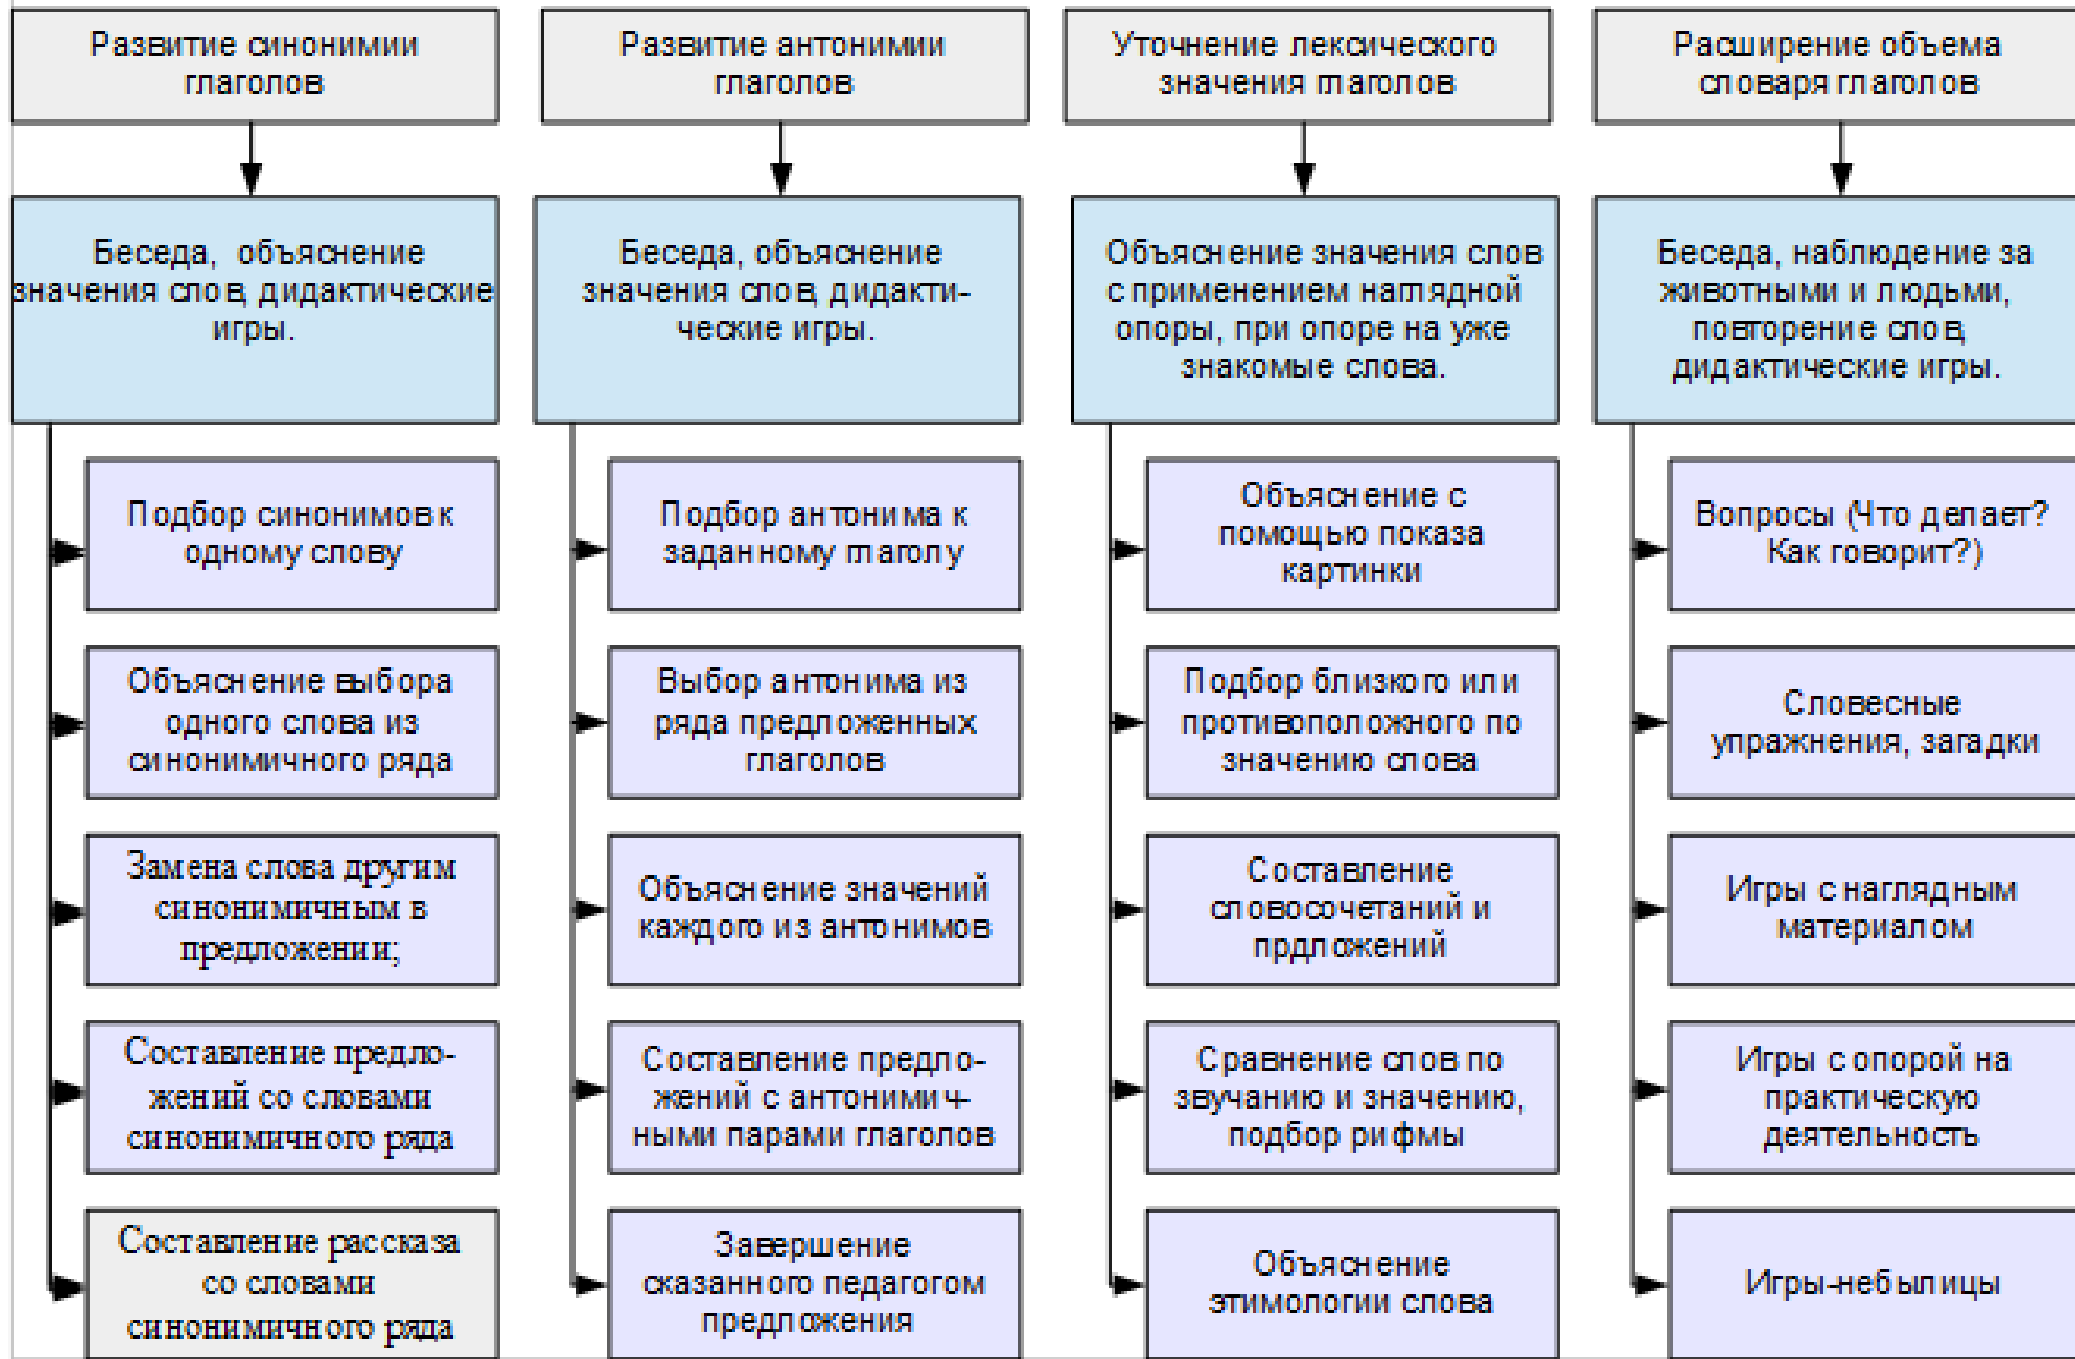 Развитие синонимии
глаголов
Развитие антонимии
глаголов
Уточнение лексического
значения глаголов
Расширение объема
словаря глаголов
Беседа, объяснение
значения слов, дидактические
игры.
Беседа, объяснение
значения слов, дидакти-
ческие игры.
Объяснение значения слов
с применением наглядной
опоры, при опоре на уже
знакомые слова.
Беседа, наблюдение за
животными и людьми,
повторение слов,
дидактические игры.
Подбор синонимов к
одному слову
Объяснение выбора
одного слова из
синонимичного ряда
Замена слова другим
синонимичным в
предложении;
Составление предло-
жений со словами
синонимичного ряда
Составление рассказа
со словами
синонимичного ряда
Подбор антонима к
заданному глаголу
Выбор антонима из
ряда предложенных
глаголов
Объяснение значений
каждого из антонимов
Составление предло-
жений с антонимич-
ными парами глаголов
Завершение
сказанного педагогом
предложения
Объяснение с
помощью показа
картинки
Подбор близкого или
противоположного по
значению слова
Составление
словосочетаний и
прдложений
Сравнение слов по
звучанию и значению,
подбор рифмы
Объяснение
этимологии слова
Вопросы (Что делает?
Как говорит?)
Словесные
упражнения, загадки
Игры с наглядным
материалом
Игры с опорой на
практическую
деятельность
Игры-небылицы